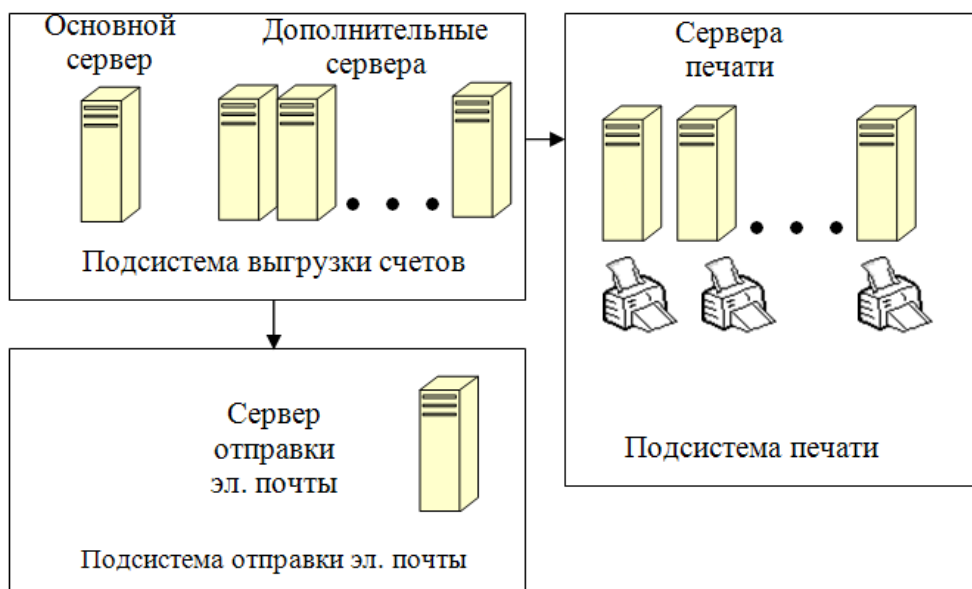 Основной
сервер
Дополнительные
сервера
Подсистема выгрузки счетов
Сервера
печати
Подсистема печати
Сервер
отправки
эл. почты
Подсистема отправки эл. почты